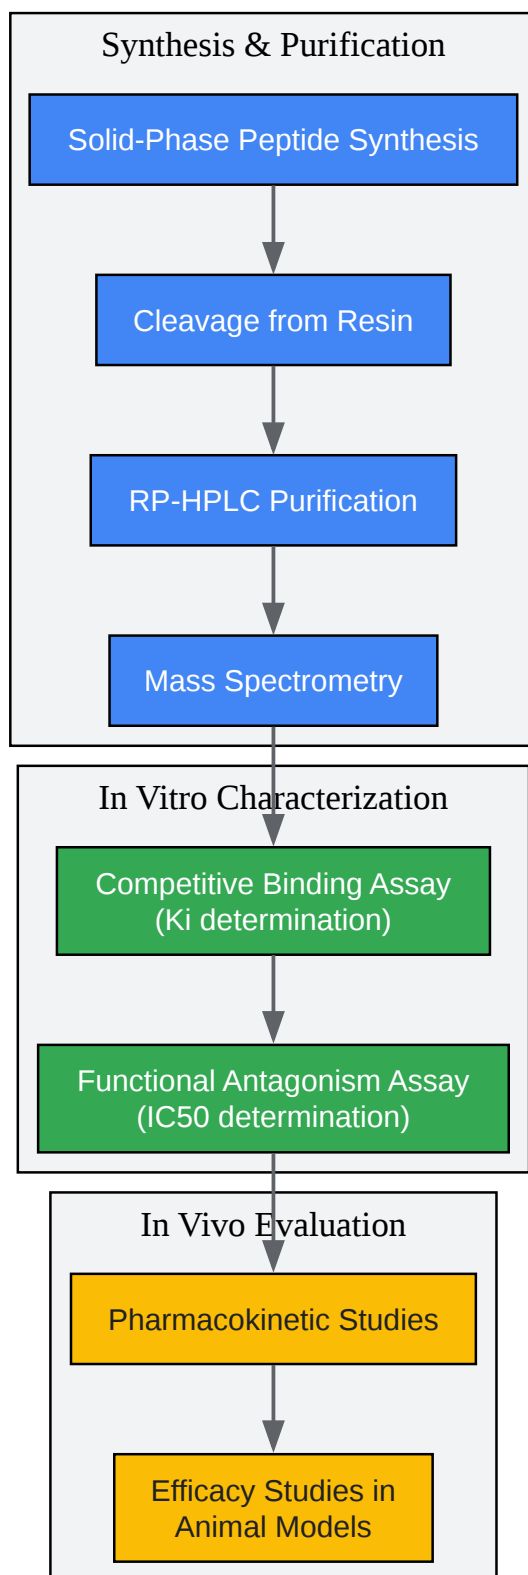 Synthesis & Purification
Solid-Phase Peptide Synthesis
Cleavage from Resin
RP-HPLC Purification
Mass Spectrometry
In Vitro Characterization
Competitive Binding Assay
(Ki determination)
Functional Antagonism Assay
(IC50 determination)
In Vivo Evaluation
Pharmacokinetic Studies
Efficacy Studies in
Animal Models